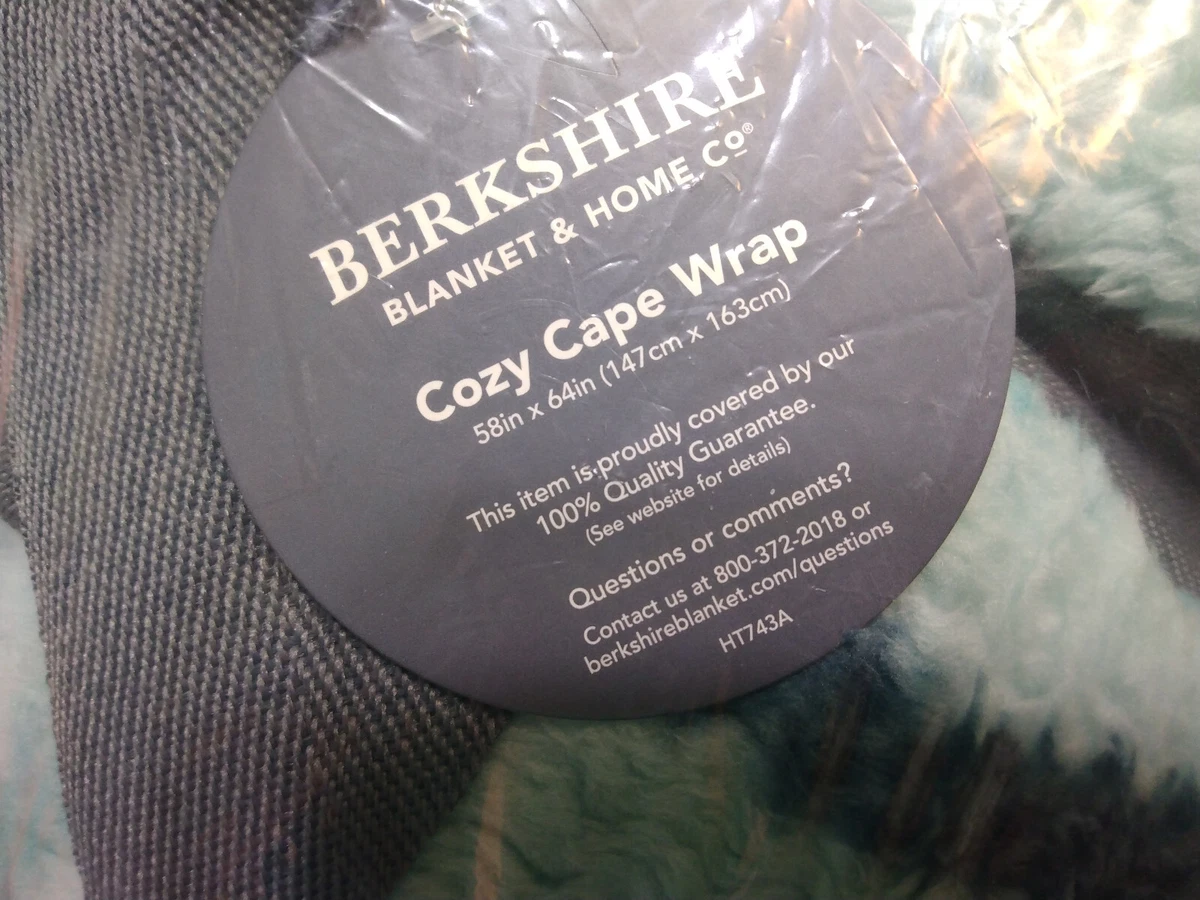 BERKSHIRE
BLANKET & HOME Cº®
Cozy Cape Wrap
58in x 64in (147cm x 163cm)
This item is proudly covered by our
100% Quality Guarantee.
(See website for details)
Questions or comments?
Contact us at 800-372-2018 or
berkshireblanket.com/questions
HT743A